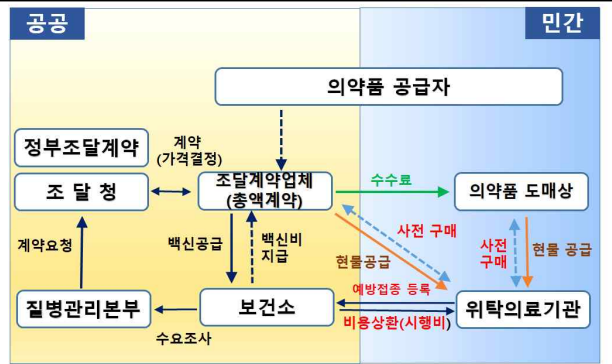 공공
민간
의약품 공급자
정부조달계약
계약
(가격결정)
조 달 청
조달계약업체
(총액계약)
수수료
의약품 도매상
계약요청
백신공급
백신비
지급
사전 구매
현물공급
사전
구매
현물 공급
예방접종 등록
질병관리본부
보건소
비용상환(시행비)
위탁의료기관
수요조사